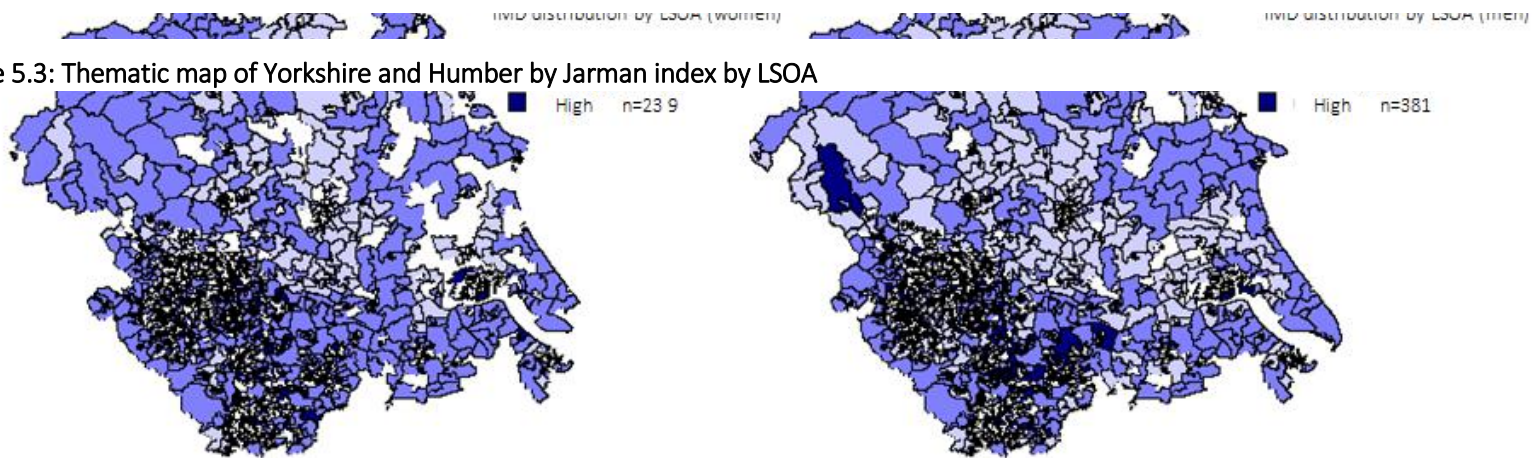 IMD distribution by LSOA (women)
IMD distribution by LSOA (men)
e 5.3: Thematic map of Yorkshire and Humber by Jarman index by LSOA
High n=23 9
High n=381